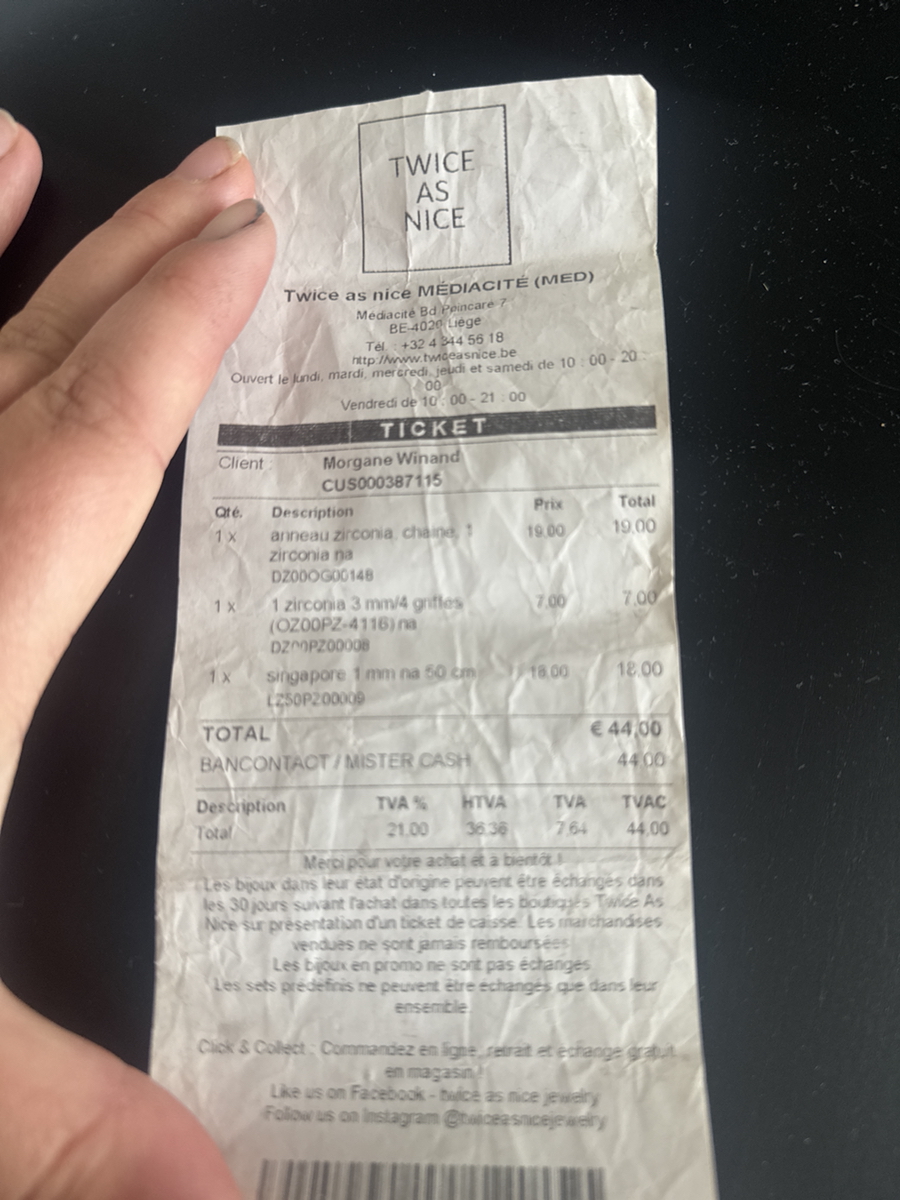 TWICE
AS
NICE
Twice as nice MÉDIACITÉ (MED)
Médiacité Bd Poincaré 7
BE-4020 Liège
Tél. : +32 4 344 56 18
http://www.twiceasnice.be
Ouvert le lundi, mardi, mercredi, jeudi et samedi de 10 : 00 - 20 :
00
Vendredi de 10 : 00 - 21 : 00
TICKET
Client : Morgane Winand
CUS000387115
Qté. Description Prix Total
1 x anneau zirconia, chaine, 1 19.00 19.00
zirconia na
DZ00OG00148
1 x 1 zirconia 3 mm/4 griffes 7.00 7.00
(OZ00PZ-4116) na
DZ00PZ00008
1 x singapore 1 mm na 50 cm 18.00 18.00
LZ50PZ00009
TOTAL € 44,00
BANCONTACT / MISTER CASH 44.00
Description TVA % HTVA TVA TVAC
Total 21.00 36.36 7.64 44.00
Merci pour votre achat et à bientôt !
Les bijoux dans leur état d'origine peuvent être échangés dans
les 30 jours suivant l'achat dans toutes les boutiques Twice As
Nice sur présentation d'un ticket de caisse. Les marchandises
vendues ne sont jamais remboursées.
Les bijoux en promo ne sont pas échangés.
Les sets prédéfinis ne peuvent être échangés que dans leur
ensemble.
Click & Collect : Commandez en ligne, retrait et échange gratuit
en magasin !
Like us on Facebook - twice as nice jewelry
Follow us on Instagram @twiceasnicejewelry